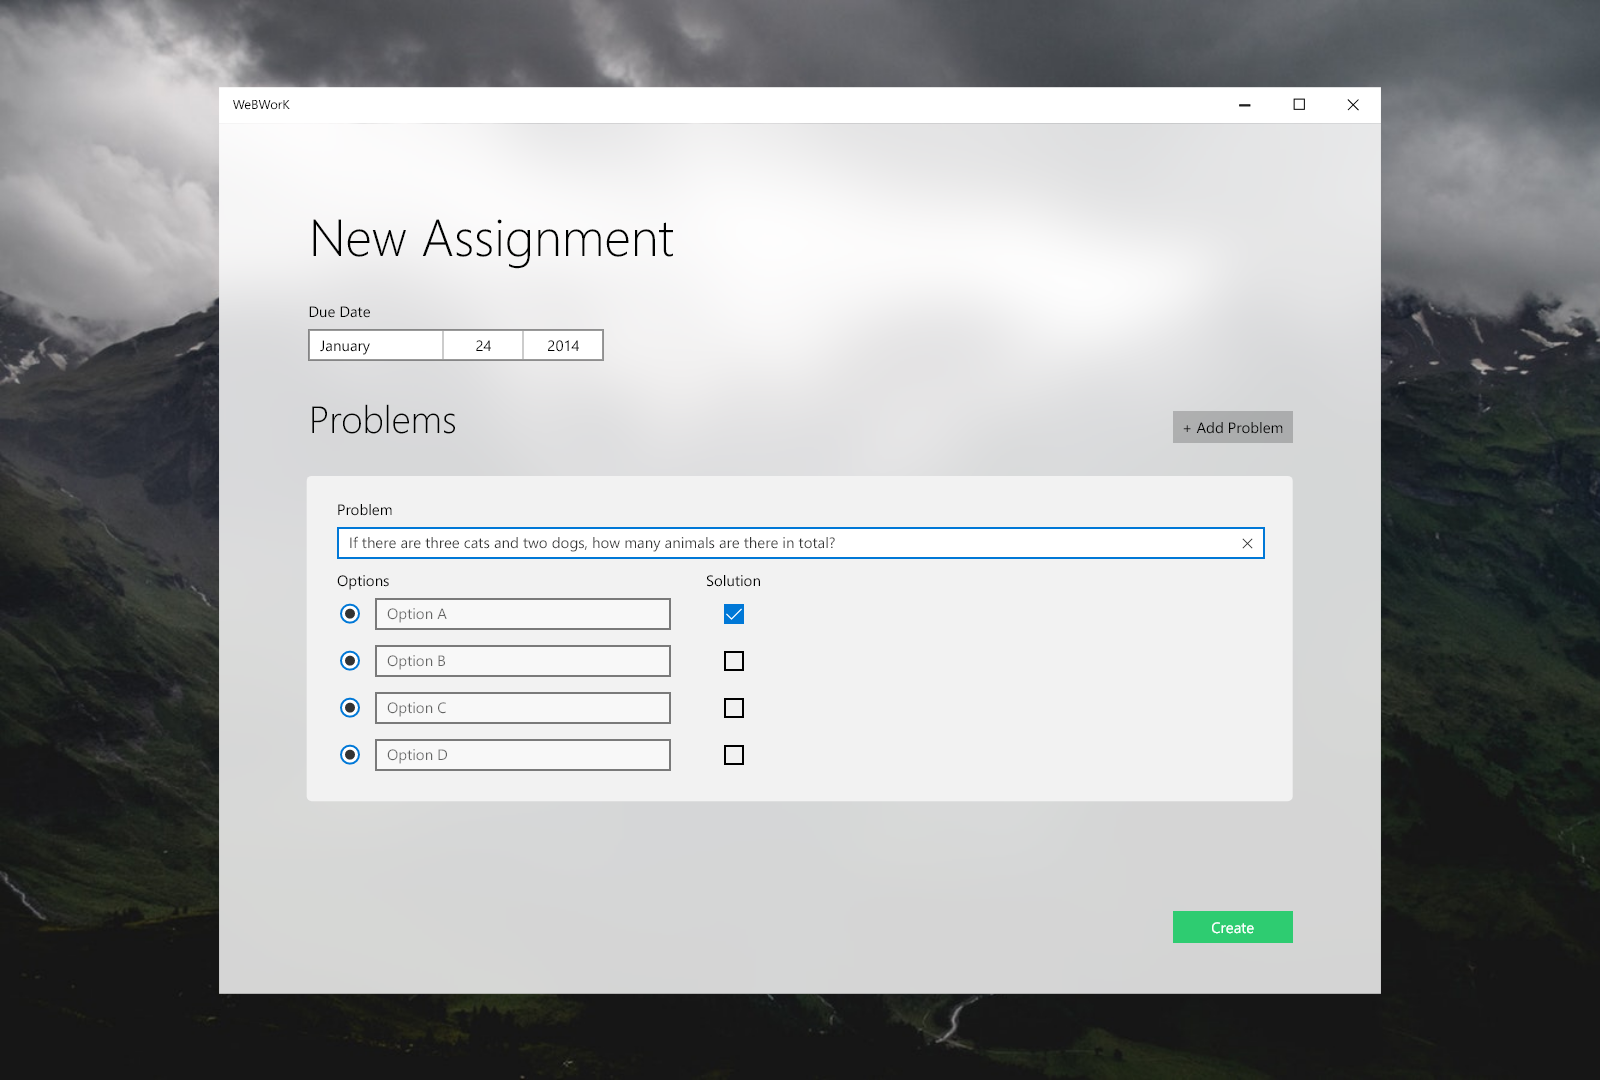 WeBWorK
New Assignment
Due Date
January 24 2014
Problems
+ Add Problem
Problem
If there are three cats and two dogs, how many animals are there in total?
Options Solution
Option A
Option B
Option C
Option D
Create